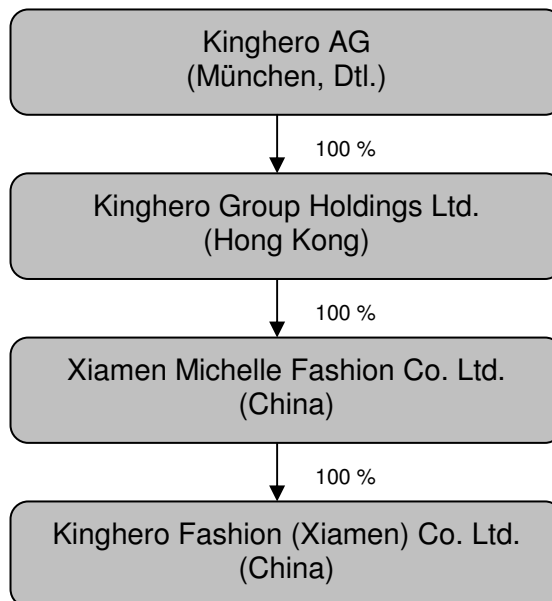 Kinghero AG
(München, Dtl.)
100 %
Kinghero Group Holdings Ltd.
(Hong Kong)
100 %
Xiamen Michelle Fashion Co. Ltd.
(China)
100 %
Kinghero Fashion (Xiamen) Co. Ltd.
(China)